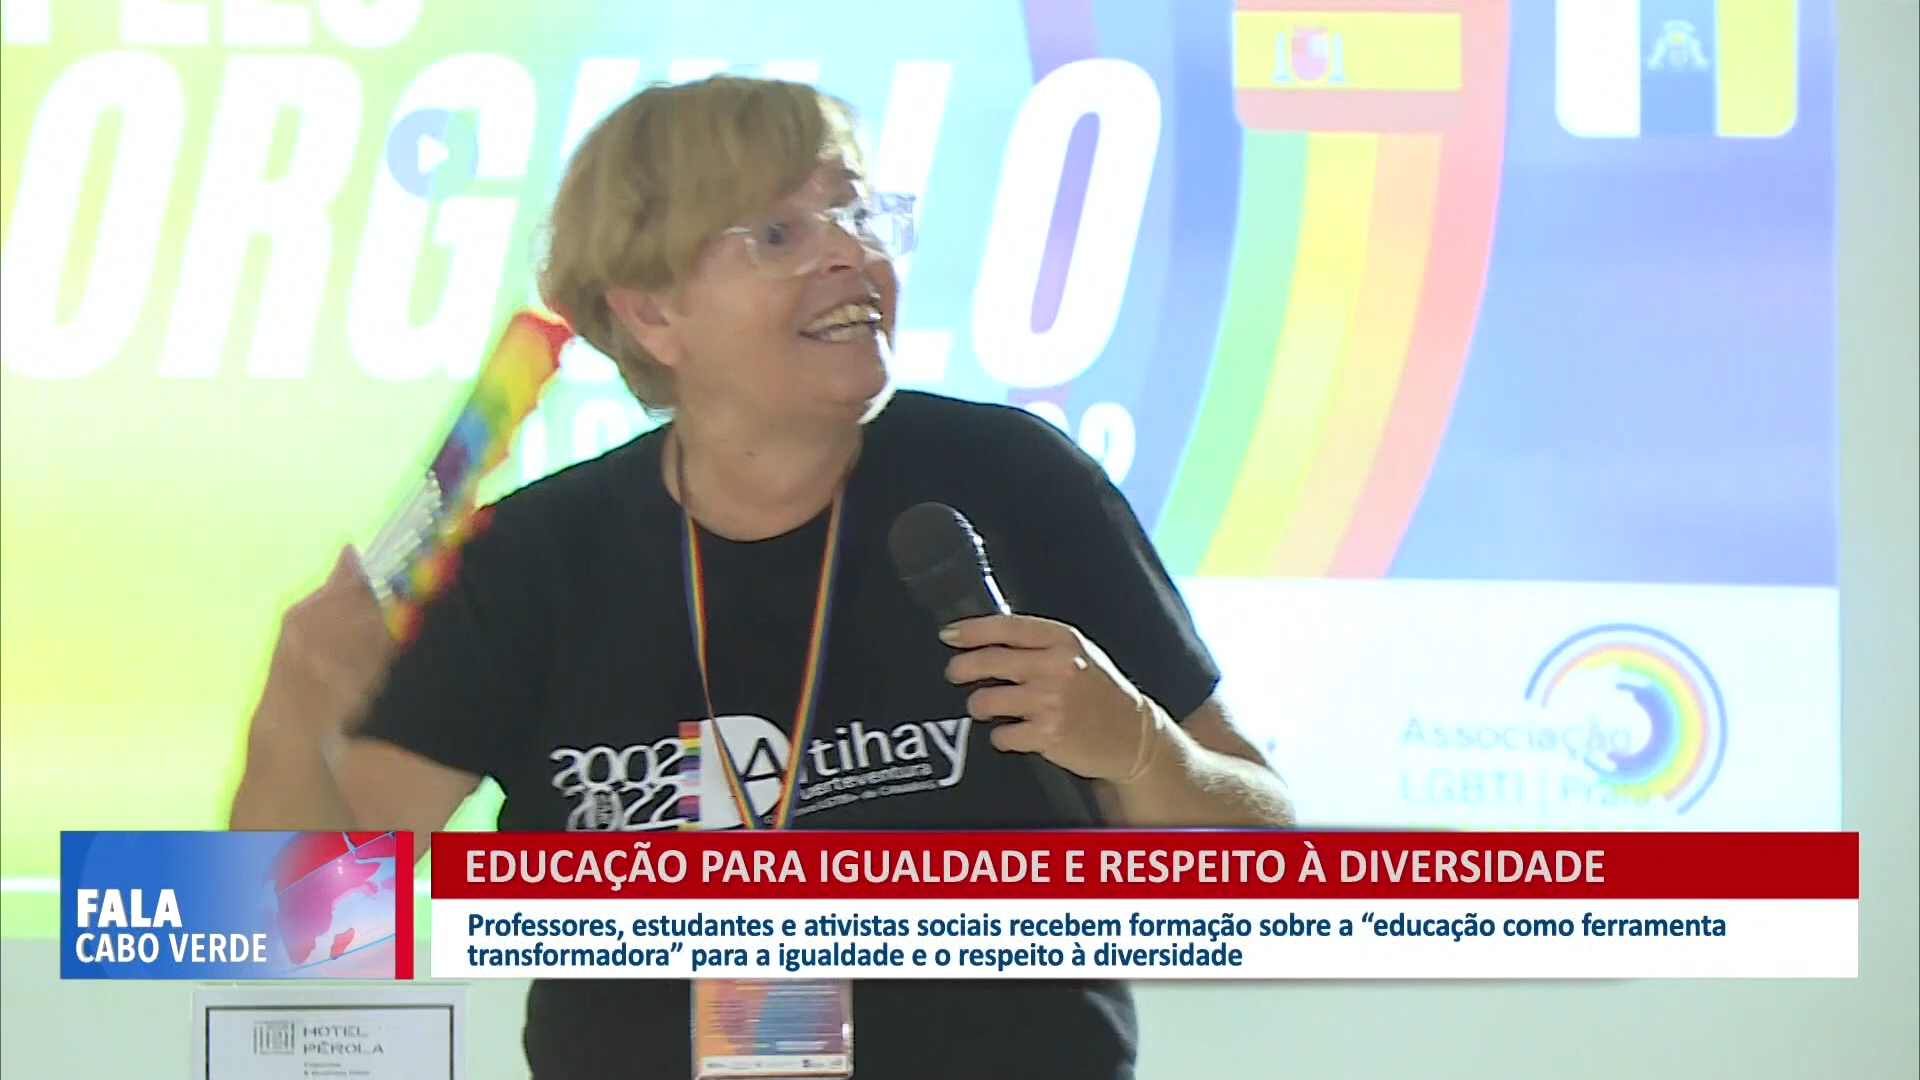 ORGULLO
2002
2022
Altihay
Fuerteventura
Associação
LGBTI | Praia
EDUCAÇÃO PARA IGUALDADE E RESPEITO À DIVERSIDADE
FALA
CABO VERDE
Professores, estudantes e ativistas sociais recebem formação sobre a “educação como ferramenta
transformadora” para a igualdade e o respeito à diversidade
HOTEL
PÉROLA